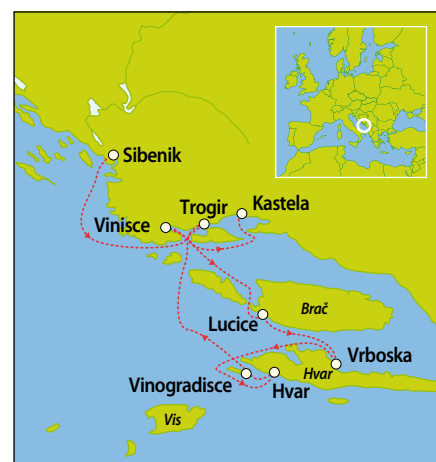 Sibenik
Trogir
Kastela
Vinisce
Brač
Lucice
Vrboska
Hvar
Vinogradisce
Hvar
Vis